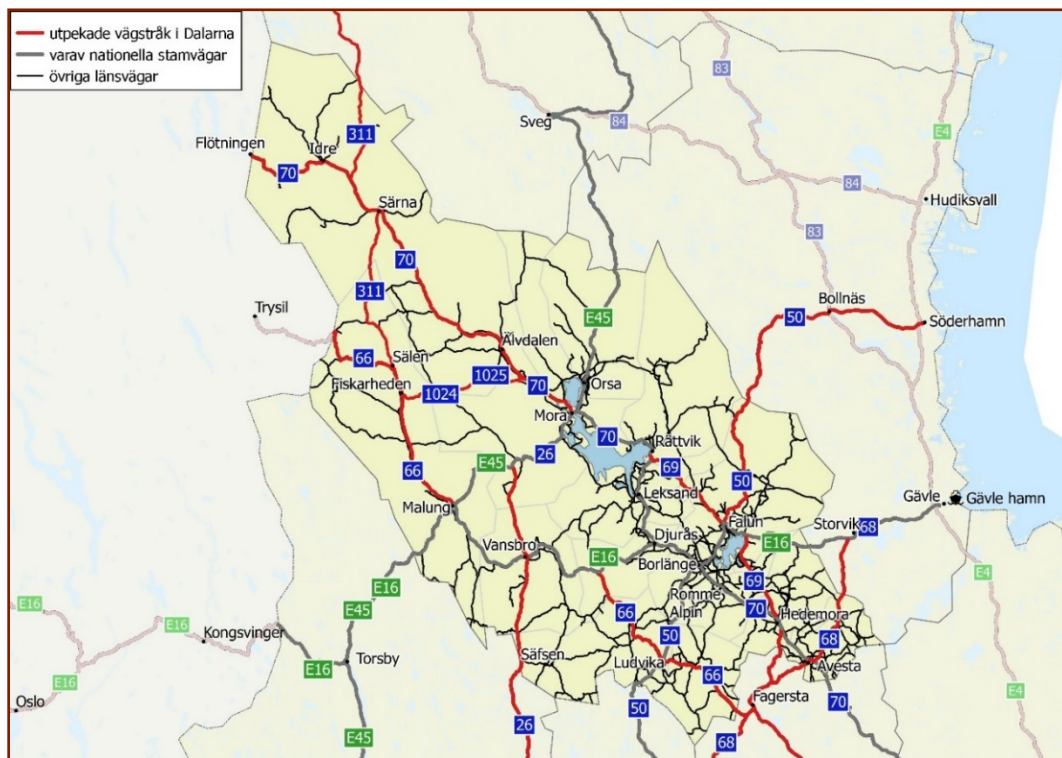 utpekade vägstråk i Dalarna
varav nationella stamvägar
övriga länsvägar
83
E4
Sveg
84
311
Flötningen
Idre
70
84
Hudiksvall
Särna
83
70
311
Trysil
Bollnäs
E45
50
Söderhamn
Älvdalen
66
Sälen
1025
Orsa
Fiskarheden
1024
70
Mora
70
Rättvik
26
E45
69
66
50
Leksand
Malung
Gävle
Gävle hamn
Falun
Storvik
68
Djurås
Vansbro
E16
E16
Borlänge
E4
69
E16
Romme
Alpin
70
Hedemora
E45
66
E16
50
68
Kongsvinger
Säfsen
Ludvika
Avesta
E16
Torsby
66
E16
Fagersta
E4
Oslo
50
70
26
E45
68